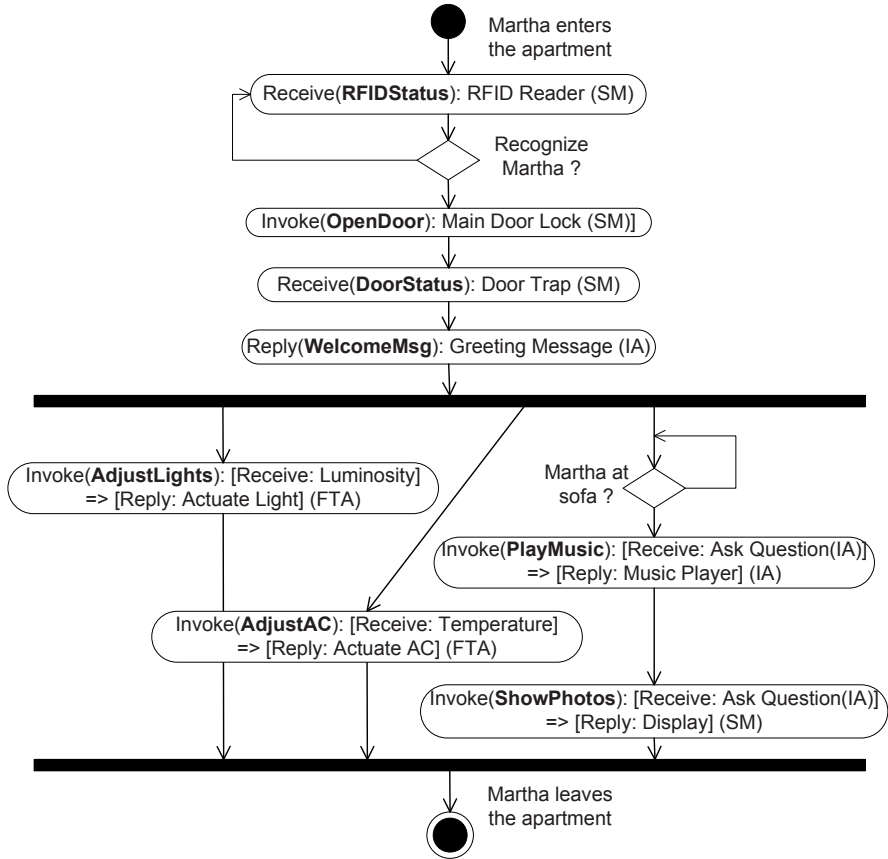 Martha enters
the apartment
Receive(RFIDStatus): RFID Reader (SM)
Recognize
Martha ?
Invoke(OpenDoor): Main Door Lock (SM)]
Receive(DoorStatus): Door Trap (SM)
Reply(WelcomeMsg): Greeting Message (IA)
Invoke(AdjustLights): [Receive: Luminosity]
=> [Reply: Actuate Light] (FTA)
Martha at
sofa ?
Invoke(PlayMusic): [Receive: Ask Question(IA)]
=> [Reply: Music Player] (IA)
Invoke(AdjustAC): [Receive: Temperature]
=> [Reply: Actuate AC] (FTA)
Invoke(ShowPhotos): [Receive: Ask Question(IA)]
=> [Reply: Display] (SM)
Martha leaves
the apartment